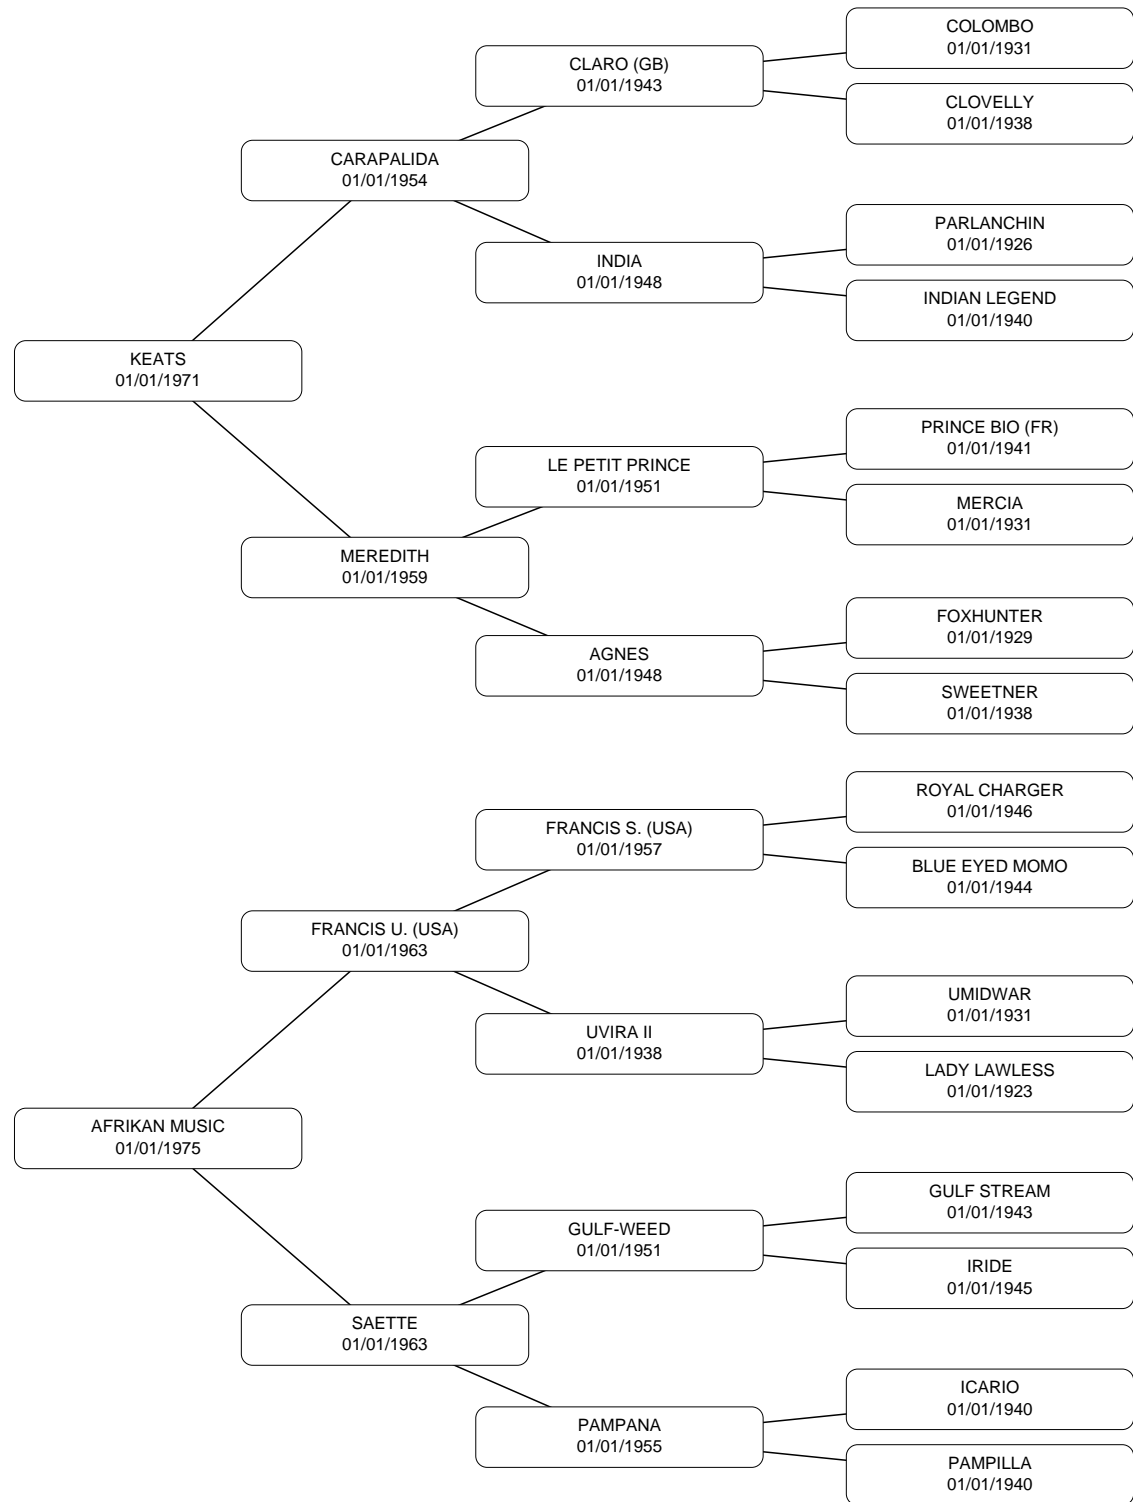 COLOMBO
01/01/1931
CLARO (GB)
01/01/1943
CLOVELLY
01/01/1938
CARAPALIDA
01/01/1954
PARLANCHIN
01/01/1926
INDIA
01/01/1948
INDIAN LEGEND
01/01/1940
KEATS
01/01/1971
PRINCE BIO (FR)
01/01/1941
LE PETIT PRINCE
01/01/1951
MERCIA
01/01/1931
MEREDITH
01/01/1959
FOXHUNTER
01/01/1929
AGNES
01/01/1948
SWEETNER
01/01/1938
ROYAL CHARGER
01/01/1946
FRANCIS S. (USA)
01/01/1957
BLUE EYED MOMO
01/01/1944
FRANCIS U. (USA)
01/01/1963
UMIDWAR
01/01/1931
UVIRA II
01/01/1938
LADY LAWLESS
01/01/1923
AFRIKAN MUSIC
01/01/1975
GULF STREAM
01/01/1943
GULF-WEED
01/01/1951
IRIDE
01/01/1945
SAETTE
01/01/1963
ICARIO
01/01/1940
PAMPANA
01/01/1955
PAMPILLA
01/01/1940